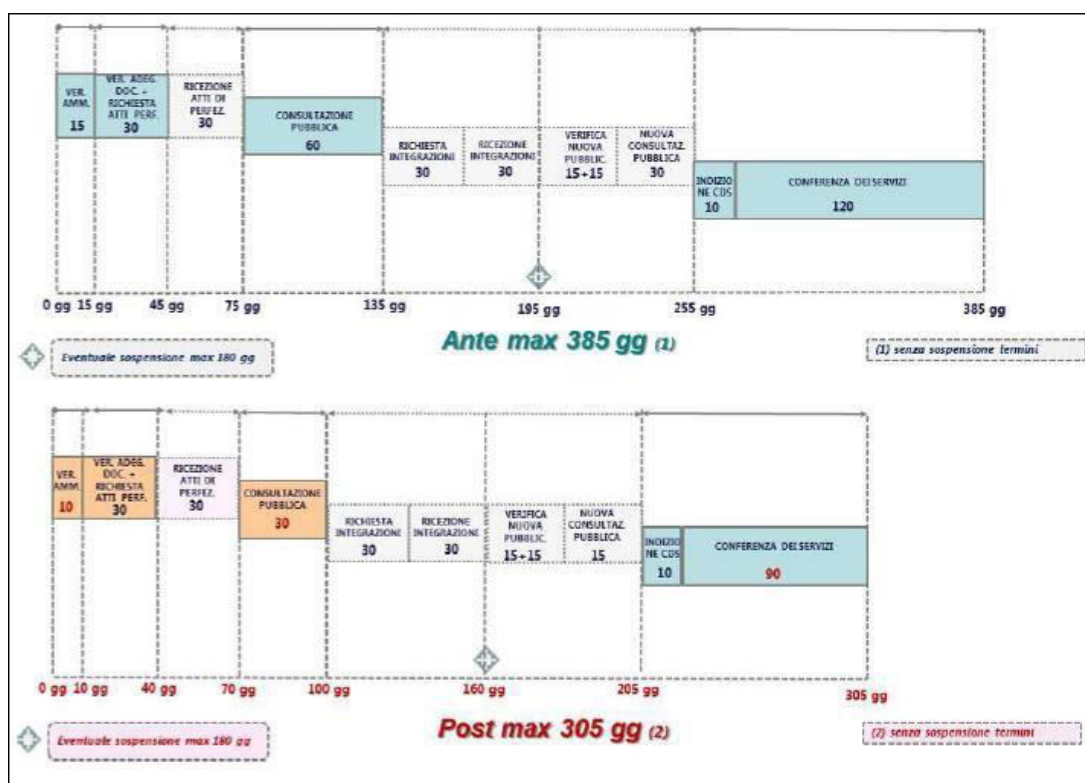 VER.
AMM.
15
VER. ADEG.
DOC. +
RICHIESTA
ATTI PERF.
30
RICEZIONE
ATTI DI
PERFEZ.
30
CONSULTAZIONE
PUBBLICA
60
RICHIESTA
INTEGRAZIONI
30
RICEZIONE
INTEGRAZIONI
30
VERIFICA
NUOVA
PUBBLIC.
15+15
NUOVA
CONSULTAZ.
PUBBLICA
30
INDIZIO
NE CDS
10
CONFERENZA DEI SERVIZI
120
0 gg 15 gg 45 gg 75 gg 135 gg 195 gg 255 gg 385 gg
Ante max 385 gg (1)
Eventuale sospensione max 180 gg
(1) senza sospensione termini
VER.
AMM.
10
VER. ADEG.
DOC. +
RICHIESTA
ATTI PERF.
30
RICEZIONE
ATTI DI
PERFEZ.
30
CONSULTAZIONE
PUBBLICA
30
RICHIESTA
INTEGRAZIONI
30
RICEZIONE
INTEGRAZIONI
30
VERIFICA
NUOVA
PUBBLIC.
15+15
NUOVA
CONSULTAZ.
PUBBLICA
15
INDIZIO
NE CDS
10
CONFERENZA DEI SERVIZI
90
0 gg 10 gg 40 gg 70 gg 100 gg 160 gg 205 gg 305 gg
Post max 305 gg (2)
Eventuale sospensione max 180 gg
(2) senza sospensione termini